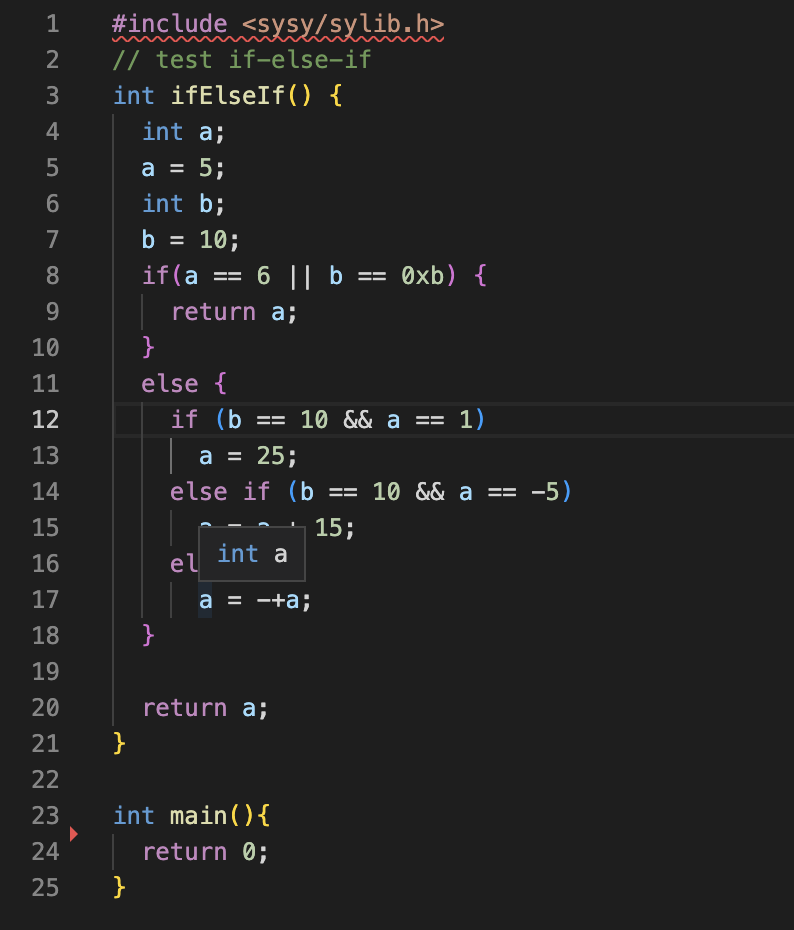 1 #include <sysy/sylib.h>
2 // test if-else-if
3 int ifElseIf() {
4 int a;
5 a = 5;
6 int b;
7 b = 10;
8 if(a == 6 || b == 0xb) {
9 return a;
10 }
11 else {
12 if (b == 10 && a == 1)
13 a = 25;
14 else if (b == 10 && a == -5)
15 15;
int a
16
17 a = -+a;
18 }
19
20 return a;
21 }
22
23 int main(){
24 return 0;
25 }